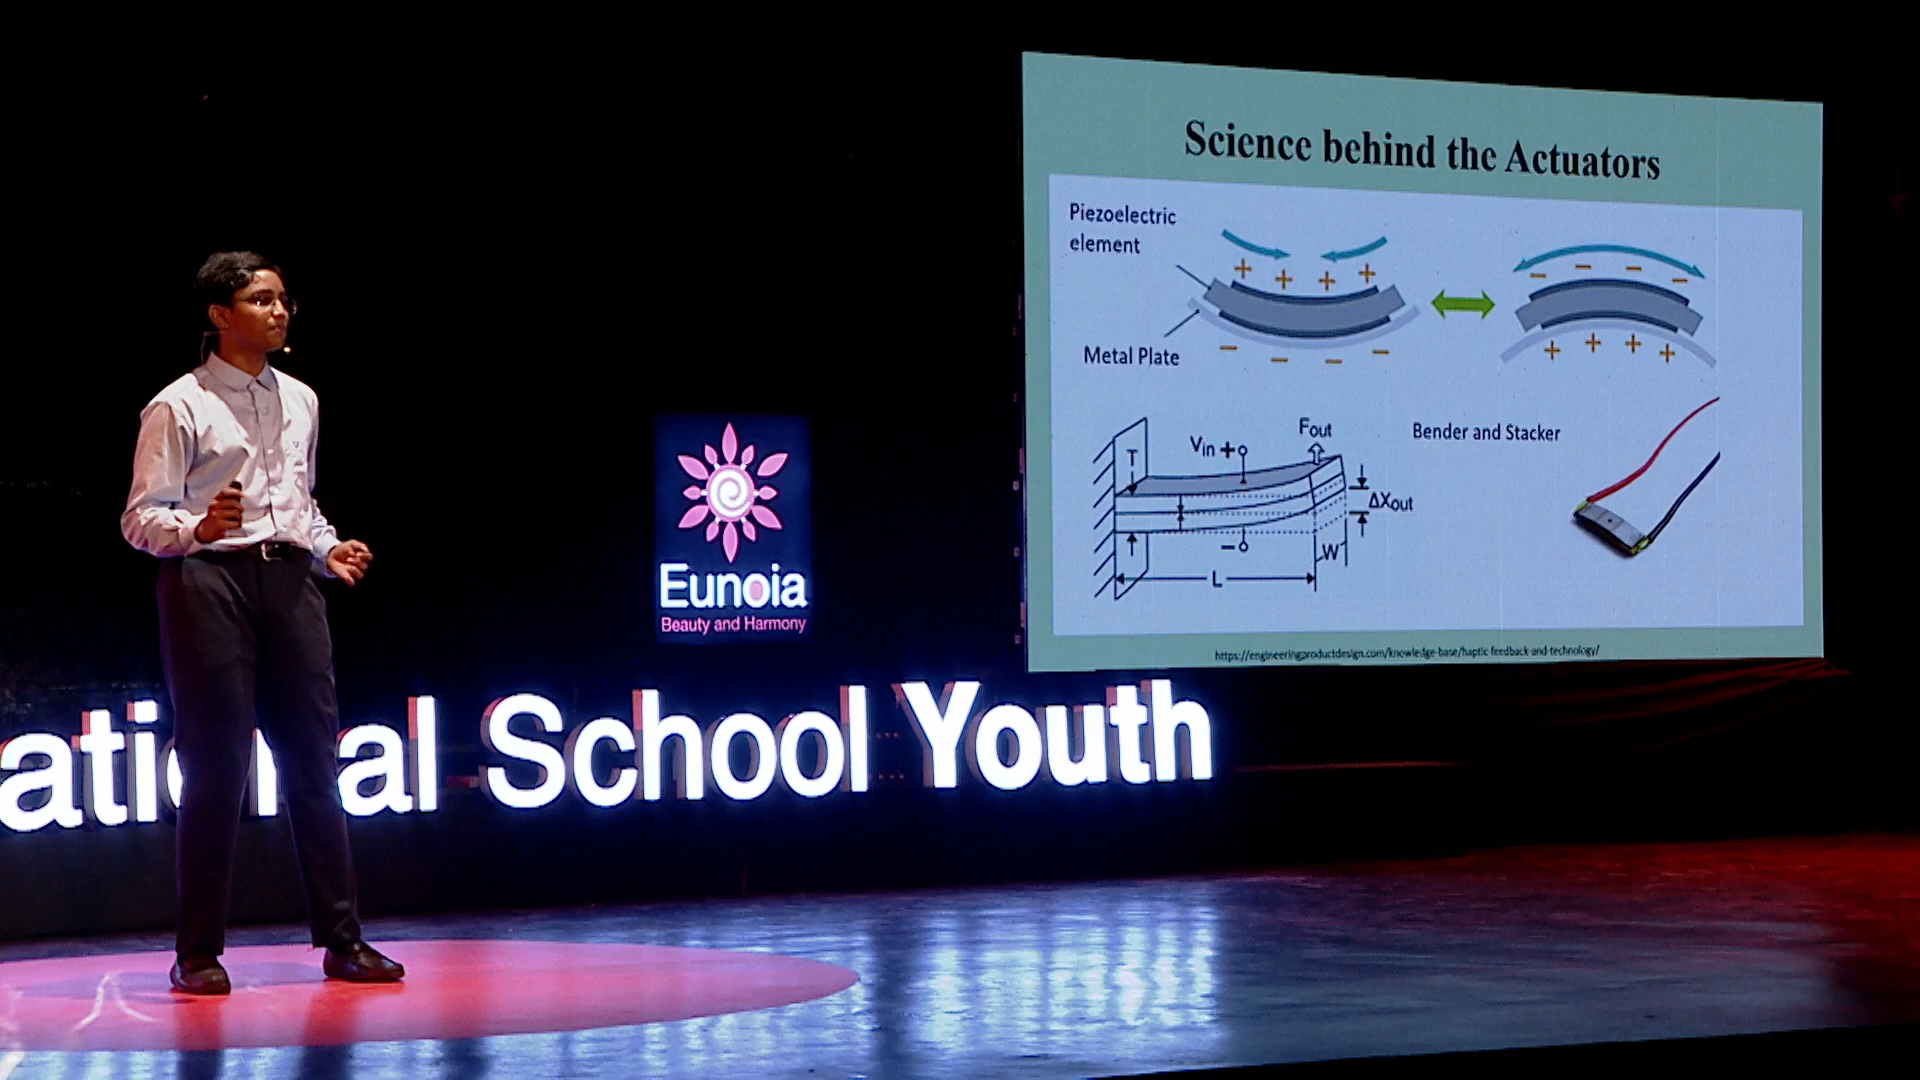 Science behind the Actuators
Piezoelectric
element
+ + + +
− − − −
Metal Plate
− − − −
+ + + +
T
Vin +
Fout
ΔXout
−
W
L
Bender and Stacker
https://engineeringproductdesign.com/knowledge-base/haptic-feedback-and-technology/
Eunoia
Beauty and Harmony
ational School Youth